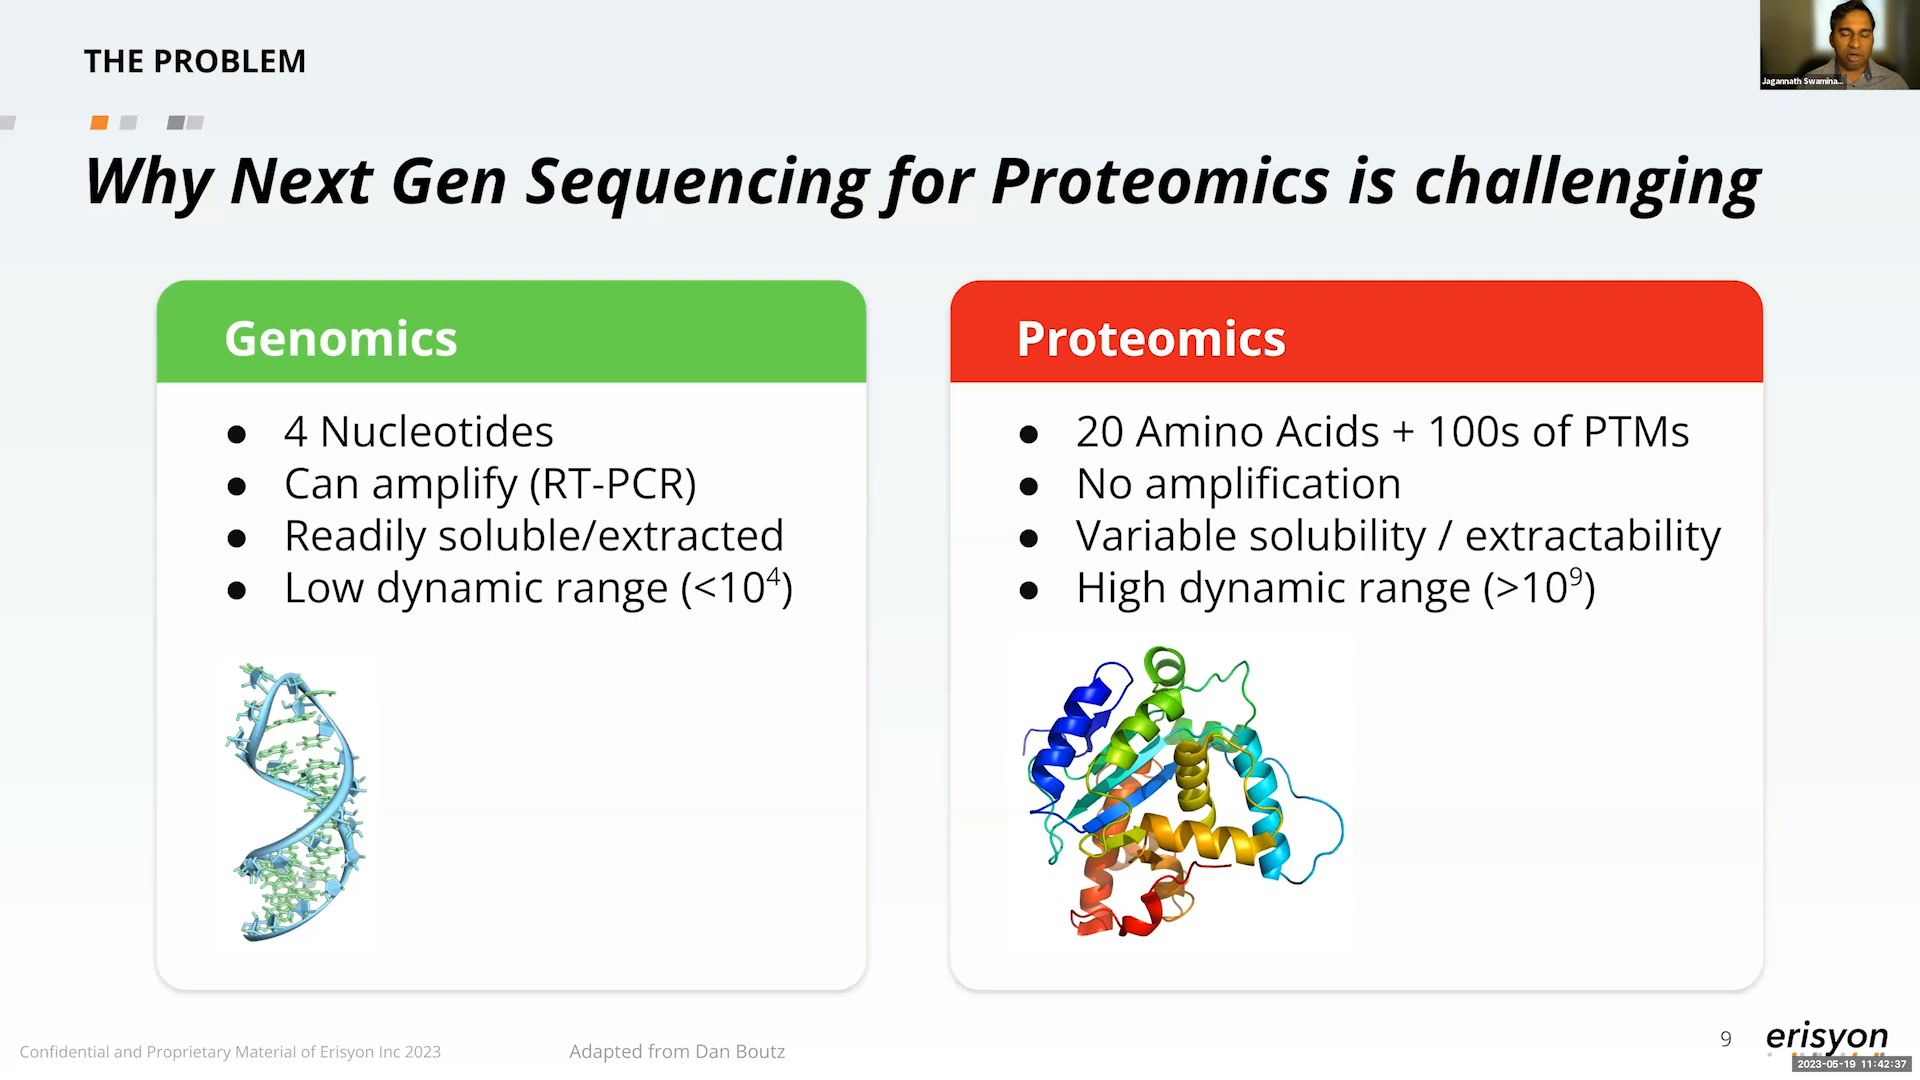 THE PROBLEM
Jagannath Swamina...
Why Next Gen Sequencing for Proteomics is challenging
Genomics
● 4 Nucleotides
● Can amplify (RT-PCR)
● Readily soluble/extracted
● Low dynamic range (<10⁴)
Proteomics
● 20 Amino Acids + 100s of PTMs
● No amplification
● Variable solubility / extractability
● High dynamic range (>10⁹)
Confidential and Proprietary Material of Erisyon Inc 2023
Adapted from Dan Boutz
9
erisyon
2023-05-19 11:42:37